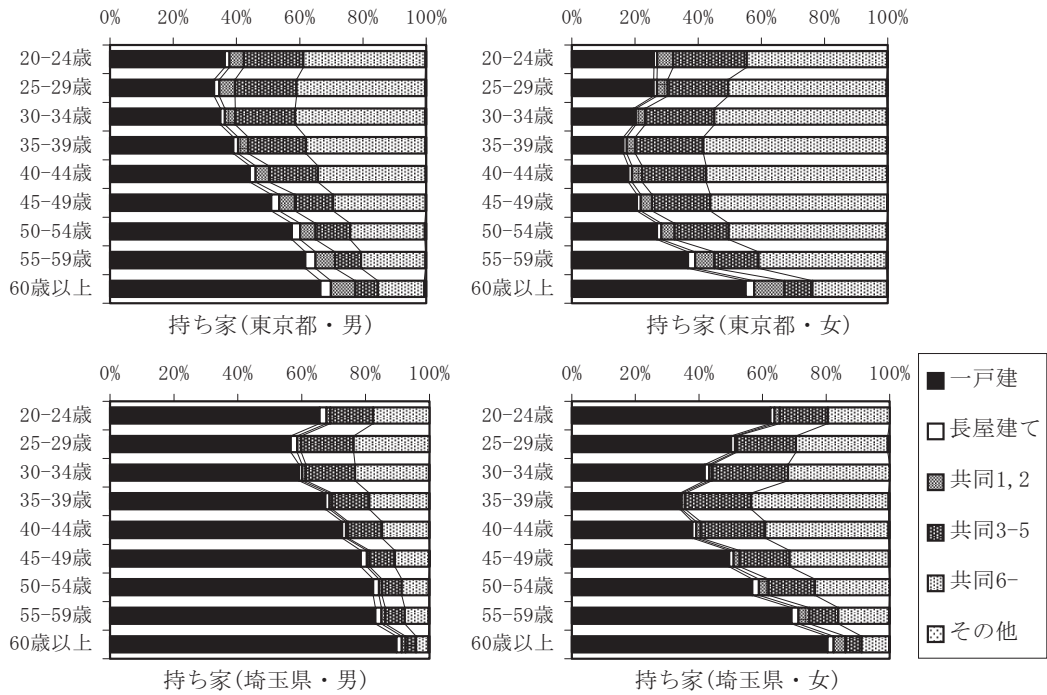 0% 20% 40% 60% 80% 100%
20-24歳
25-29歳
30-34歳
35-39歳
40-44歳
45-49歳
50-54歳
55-59歳
60歳以上
持ち家(東京都・男)
0% 20% 40% 60% 80% 100%
20-24歳
25-29歳
30-34歳
35-39歳
40-44歳
45-49歳
50-54歳
55-59歳
60歳以上
持ち家(東京都・女)
0% 20% 40% 60% 80% 100%
20-24歳
25-29歳
30-34歳
35-39歳
40-44歳
45-49歳
50-54歳
55-59歳
60歳以上
持ち家(埼玉県・男)
0% 20% 40% 60% 80% 100%
20-24歳
25-29歳
30-34歳
35-39歳
40-44歳
45-49歳
50-54歳
55-59歳
60歳以上
持ち家(埼玉県・女)
一戸建
長屋建て
共同1,2
共同3-5
共同6-
その他